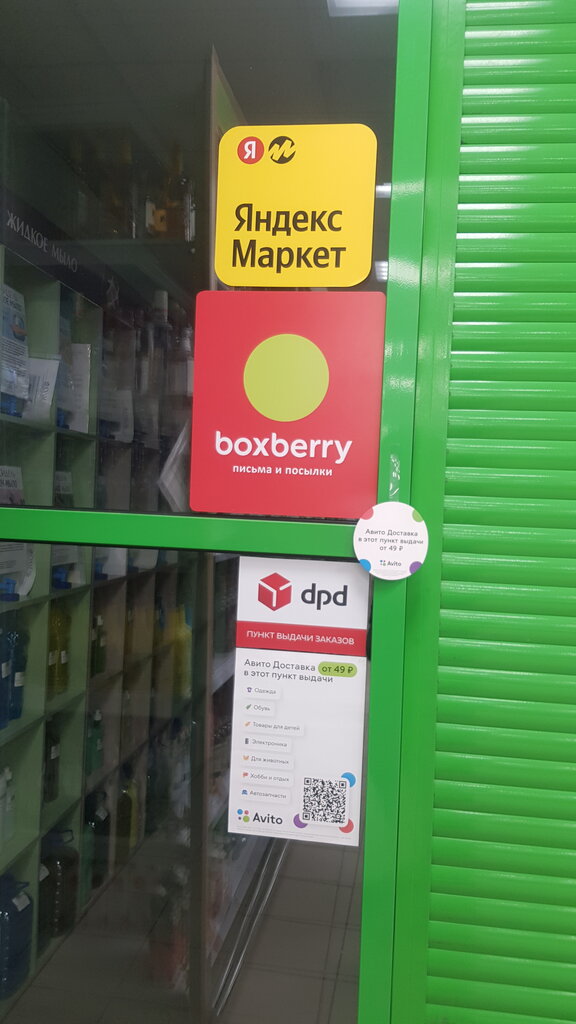 Я
Яндекс
Маркет
ЖИДКОЕ МЫЛО
boxberry
письма и посылки
Авито Доставка
в этот пункт выдачи
от 49 ₽
Avito
dpd
ПУНКТ ВЫДАЧИ ЗАКАЗОВ
Авито Доставка от 49 ₽
в этот пункт выдачи
Одежда
Обувь
Товары для детей
Электроника
Для животных
Хобби и отдых
Автозапчасти
Avito